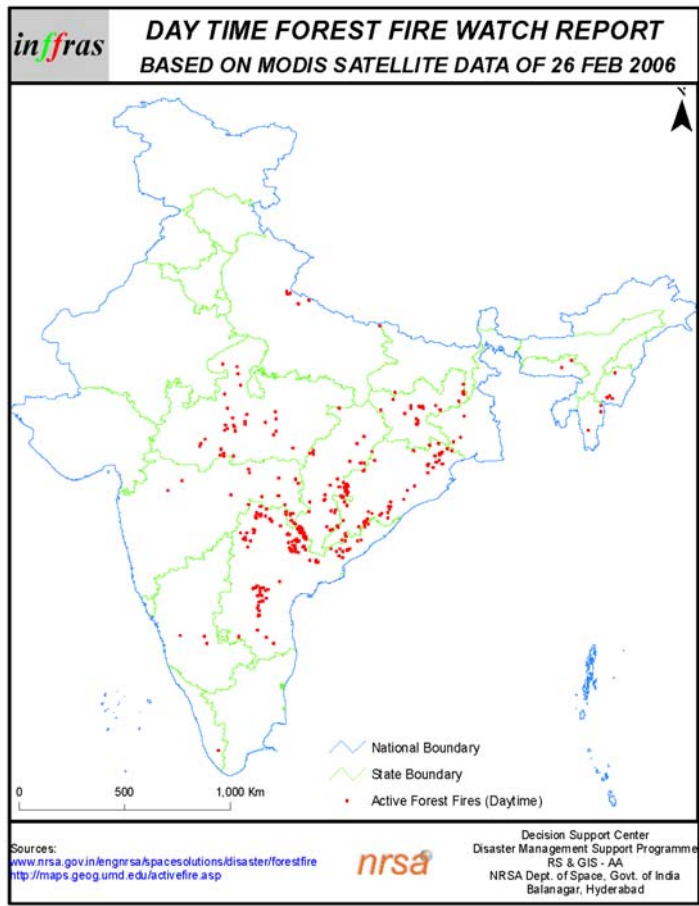 inffras
DAY TIME FOREST FIRE WATCH REPORT
BASED ON MODIS SATELLITE DATA OF 26 FEB 2006
N
National Boundary
State Boundary
Active Forest Fires (Daytime)
0 500 1,000 Km
Sources:
www.nrsa.gov.in/engnrsa/spacesolutions/disaster/forestfire
http://maps.geog.umd.edu/activefire.asp
nrsa
Decision Support Center
Disaster Management Support Programme
RS & GIS - AA
NRSA Dept. of Space, Govt. of India
Balanagar, Hyderabad